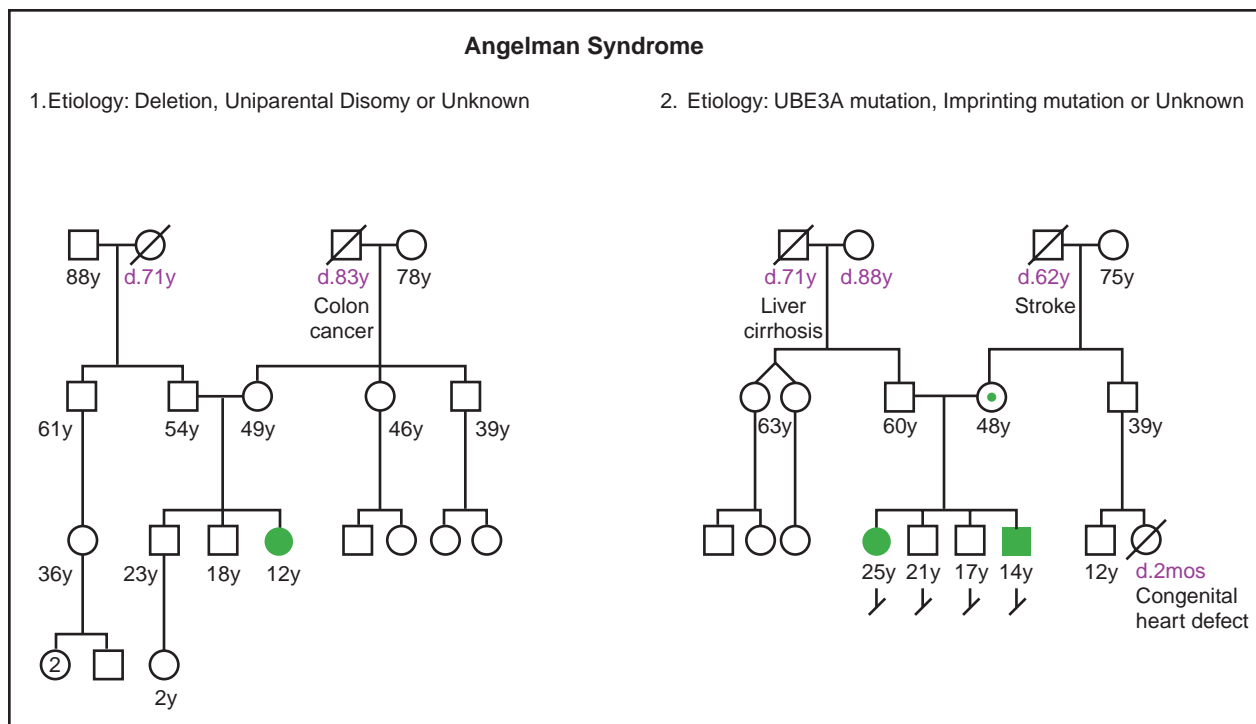 Angelman Syndrome
1.Etiology: Deletion, Uniparental Disomy or Unknown
2. Etiology: UBE3A mutation, Imprinting mutation or Unknown
88y
d.71y
d.83y
78y
Colon
cancer
61y
54y
49y
46y
39y
36y
23y
18y
12y
2
2y
d.71y
d.88y
d.62y
75y
Liver
cirrhosis
Stroke
63y
60y
48y
39y
25y
21y
17y
14y
12y
d.2mos
Congenital
heart defect